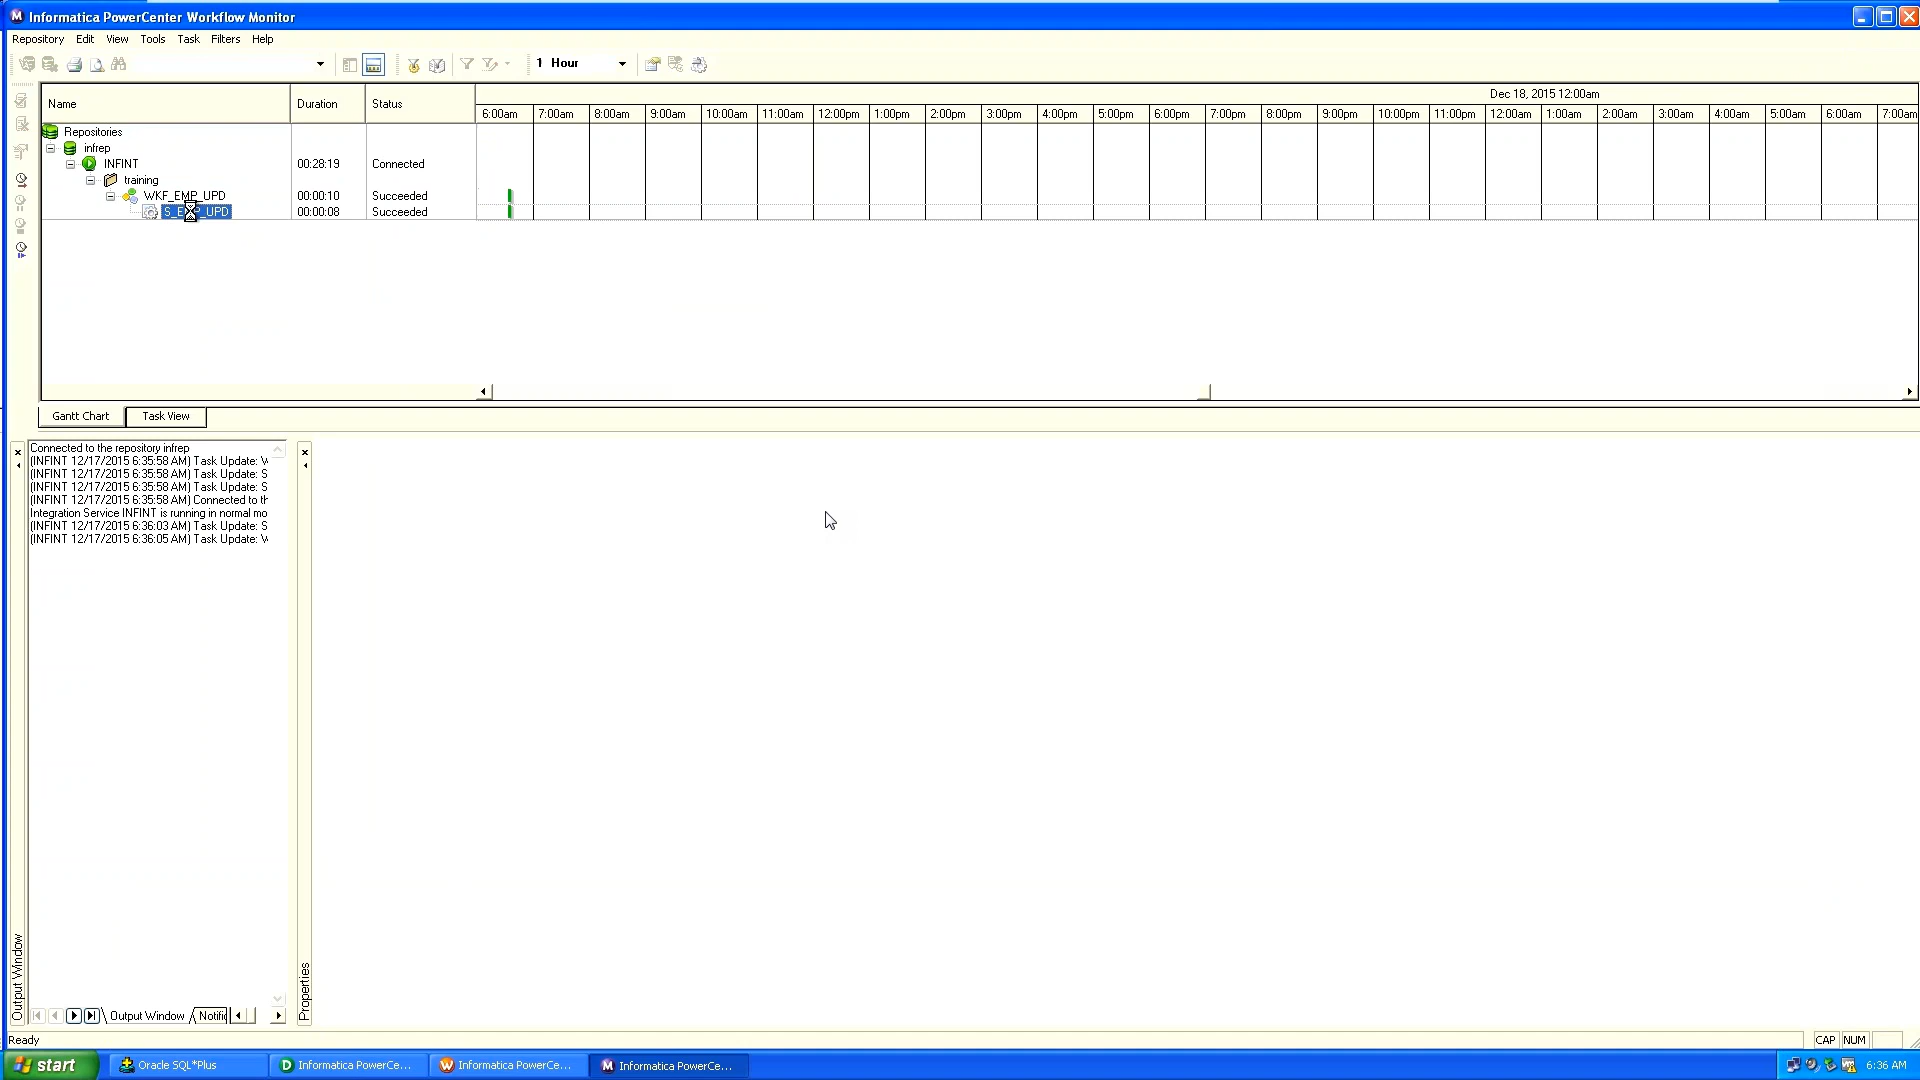 Informatica PowerCenter Workflow Monitor
Repository Edit View Tools Task Filters Help
1 Hour
Name Duration Status
Dec 18, 2015 12:00am
6:00am 7:00am 8:00am 9:00am 10:00am 11:00am 12:00pm 1:00pm 2:00pm 3:00pm 4:00pm 5:00pm 6:00pm 7:00pm 8:00pm 9:00pm 10:00pm 11:00pm 12:00am 1:00am 2:00am 3:00am 4:00am 5:00am 6:00am 7:00am
Repositories
infrep
INFINT 00:28:19 Connected
training
WKF_EMP_UPD 00:00:10 Succeeded
S_EMP_UPD 00:00:08 Succeeded
Gantt Chart Task View
Connected to the repository infrep
(INFINT 12/17/2015 6:35:58 AM) Task Update:
(INFINT 12/17/2015 6:35:58 AM) Task Update: S
(INFINT 12/17/2015 6:35:58 AM) Task Update: S
(INFINT 12/17/2015 6:35:58 AM) Connected to th
Integration Service INFINT is running in normal mo
(INFINT 12/17/2015 6:36:03 AM) Task Update: S
(INFINT 12/17/2015 6:36:05 AM) Task Update:
Output Window
Properties
Output Window Notific
Ready
CAP NUM
start Oracle SQL*Plus Informatica PowerCe... Informatica PowerCe... Informatica PowerCe... 6:36 AM